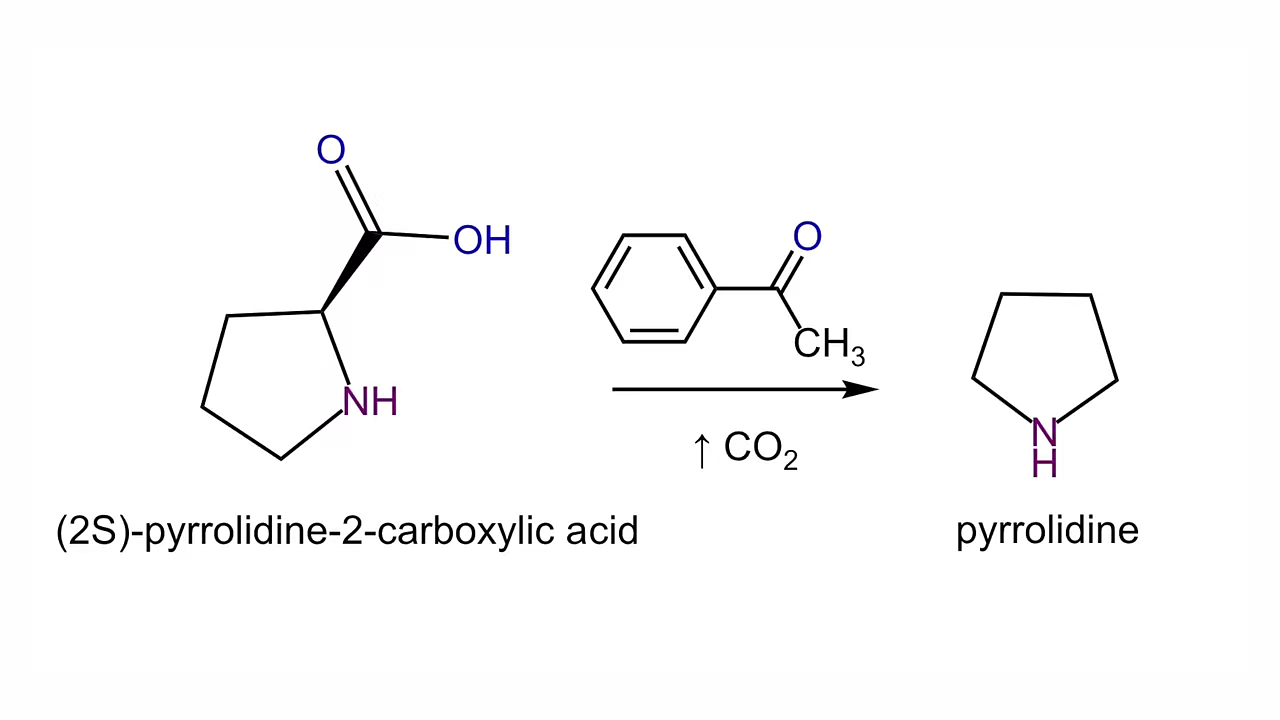 O
OH
NH
(2S)-pyrrolidine-2-carboxylic acid
O
CH₃
↑ CO₂
N
H
pyrrolidine